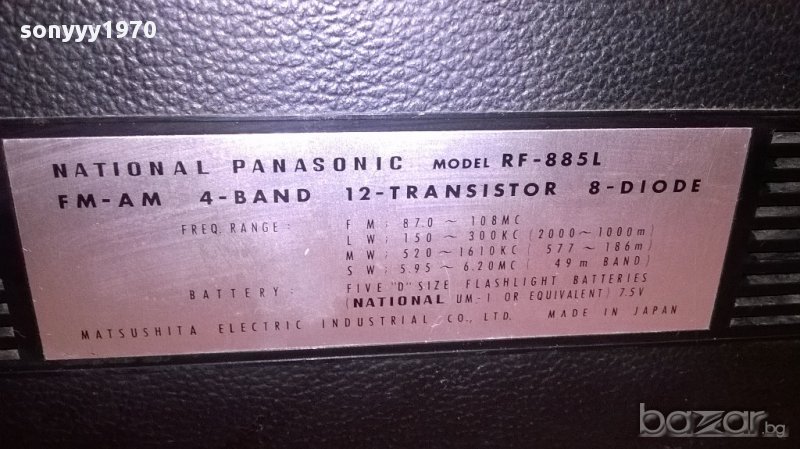 sonyyy1970
NATIONAL PANASONIC MODEL RF-885L
FM-AM 4-BAND 12-TRANSISTOR 8-DIODE
FREQ. RANGE: FM: 87.0 ~ 108MC
LW: 150 ~ 300KC (2000~1000m)
MW: 520 ~ 1610KC (577~186m)
SW: 5.95 ~ 6.20MC (49m BAND)
BATTERY: FIVE "D" SIZE FLASHLIGHT BATTERIES
(NATIONAL UM-1 OR EQUIVALENT) 7.5V
MATSUSHITA ELECTRIC INDUSTRIAL CO., LTD. MADE IN JAPAN
bazar.bg